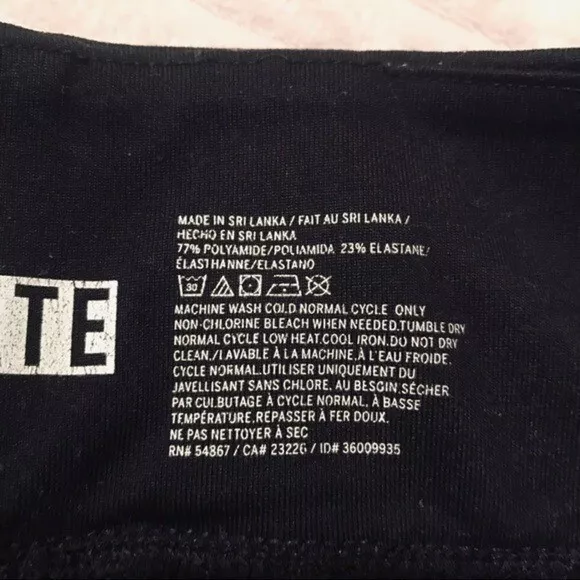 MADE IN SRI LANKA / FAIT AU SRI LANKA /
HECHO EN SRI LANKA
77% POLYAMIDE/POLIAMIDA 23% ELASTANE/
ÉLASTHANNE/ELASTANO
30
MACHINE WASH COLD.NORMAL CYCLE ONLY
NON-CHLORINE BLEACH WHEN NEEDED.TUMBLE DRY
NORMAL CYCLE LOW HEAT.COOL IRON.DO NOT DRY
CLEAN./LAVABLE À LA MACHINE,À L'EAU FROIDE.
CYCLE NORMAL.UTILISER UNIQUEMENT DU
JAVELLISANT SANS CHLORE, AU BESOIN.SÉCHER
PAR CULBUTAGE À CYCLE NORMAL, À BASSE
TEMPÉRATURE.REPASSER À FER DOUX.
NE PAS NETTOYER À SEC
RN# 54867 / CA# 23226 / ID# 36009935
TE